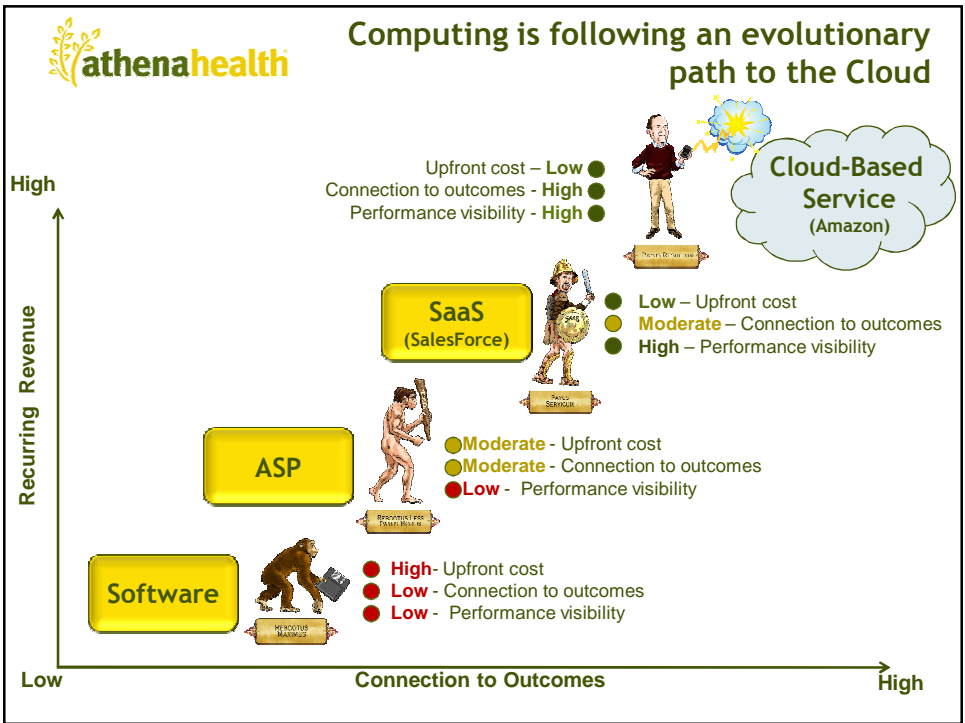 athenahealth
Computing is following an evolutionary
path to the Cloud
High
Upfront cost – Low
Connection to outcomes - High
Performance visibility - High
Cloud-Based
Service
(Amazon)
SaaS
(SalesForce)
SAAS
Low – Upfront cost
Moderate – Connection to outcomes
High – Performance visibility
PAYUS
Recurring Revenue
ASP
Moderate - Upfront cost
Moderate - Connection to outcomes
Low - Performance visibility
Software
High- Upfront cost
Low - Connection to outcomes
Low - Performance visibility
MAXIMUS
Low
Connection to Outcomes
High